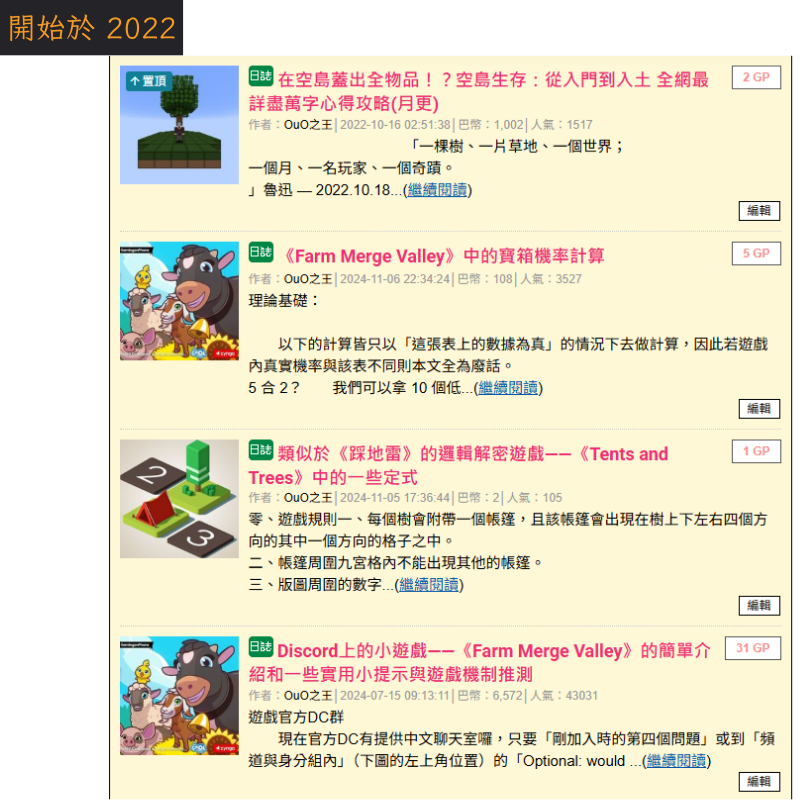 開始於 2022
置頂
日誌 在空島蓋出全物品！？空島生存：從入門到入土 全網最
詳盡萬字心得攻略(月更)
2 GP
作者：OuO之王│2022-10-16 02:51:38│巴幣：1,002│人氣：1517
「一棵樹、一片草地、一個世界；
一個月、一名玩家、一個奇蹟。
」魯迅 — 2022.10.18...(繼續閱讀)
編輯
日誌 《Farm Merge Valley》中的寶箱機率計算
5 GP
作者：OuO之王│2024-11-06 22:34:24│巴幣：108│人氣：3527
理論基礎：
以下的計算皆只以「這張表上的數據為真」的情況下去做計算，因此若遊戲
內真實機率與該表不同則本文全為廢話。
5 合 2？　　我們可以拿 10 個低...(繼續閱讀)
編輯
日誌 類似於《踩地雷》的邏輯解密遊戲——《Tents and
Trees》中的一些定式
1 GP
作者：OuO之王│2024-11-05 17:36:44│巴幣：2│人氣：105
2
3
零、遊戲規則一、每個樹會附帶一個帳篷，且該帳篷會出現在樹上下左右四個方
向的其中一個方向的格子之中。
二、帳篷周圍九宮格內不能出現其他的帳篷。
三、版圖周圍的數字...(繼續閱讀)
編輯
日誌 Discord上的小遊戲——《Farm Merge Valley》的簡單介
紹和一些實用小提示與遊戲機制推測
31 GP
作者：OuO之王│2024-07-15 09:13:11│巴幣：6,572│人氣：43031
遊戲官方DC群
現在官方DC有提供中文聊天室囉，只要「剛加入時的第四個問題」或到「頻
道與身分組內」（下圖的左上角位置）的「Optional: would ...(繼續閱讀)
編輯